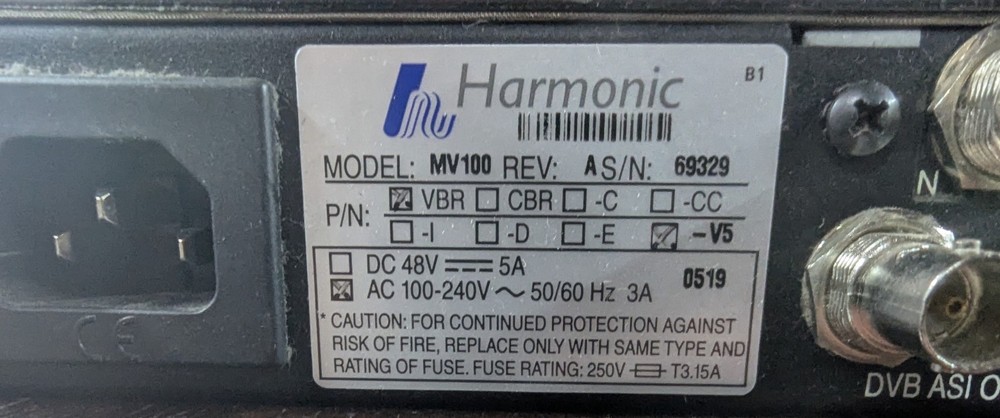 Harmonic
B1
MODEL: MV100 REV: A S/N: 69329
P/N: VBR CBR -C -CC
-I -D -E -V5
DC 48V 5A
AC 100-240V ~ 50/60 Hz 3A
0519
* CAUTION: FOR CONTINUED PROTECTION AGAINST
RISK OF FIRE, REPLACE ONLY WITH SAME TYPE AND
RATING OF FUSE. FUSE RATING: 250V T3.15A
CE
N
DVB ASI O